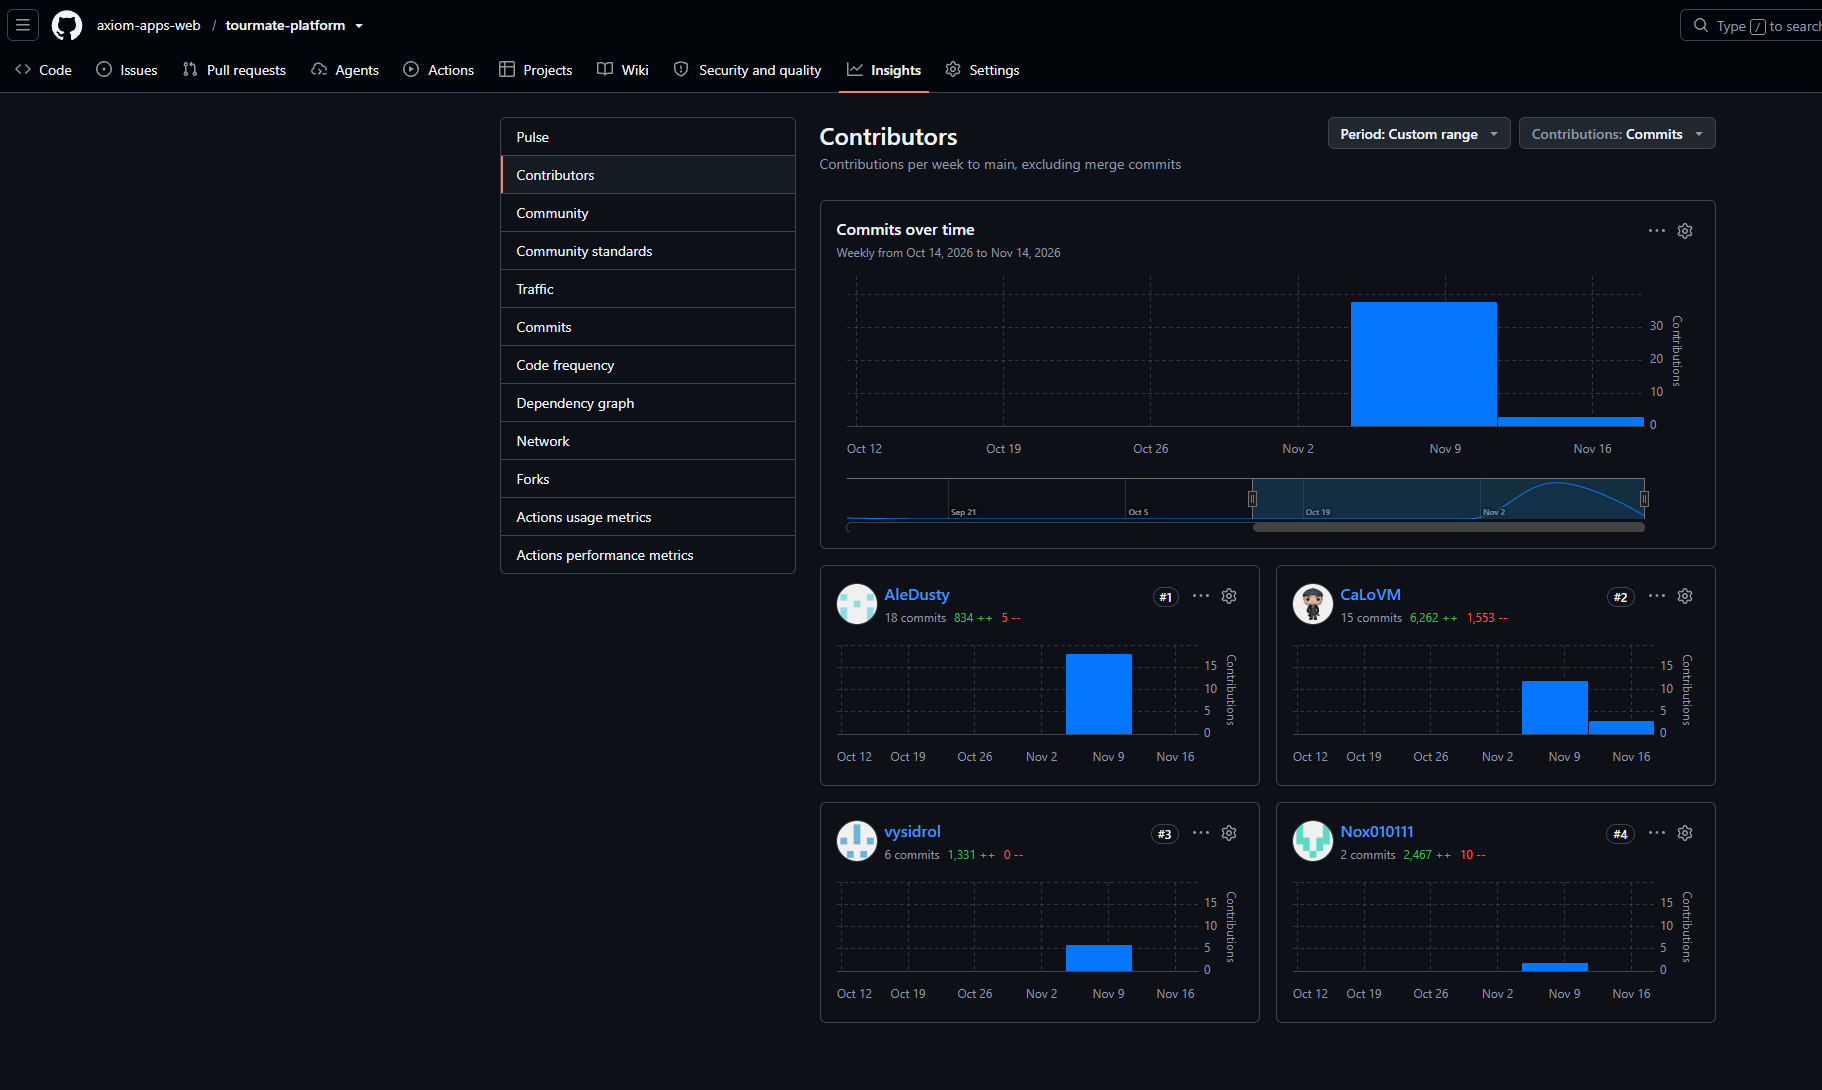 axiom-apps-web / tourmate-platform
Type / to search
Code Issues Pull requests Agents Actions Projects Wiki Security and quality Insights Settings
Pulse
Contributors
Community
Community standards
Traffic
Commits
Code frequency
Dependency graph
Network
Forks
Actions usage metrics
Actions performance metrics
Contributors
Contributions per week to main, excluding merge commits
Period: Custom range
Contributions: Commits
Commits over time
Weekly from Oct 14, 2026 to Nov 14, 2026
30
20
10
0
Contributions
Oct 12 Oct 19 Oct 26 Nov 2 Nov 9 Nov 16
Sep 21 Oct 5 Oct 19 Nov 2
AleDusty
#1
18 commits 834 ++ 5 --
15
10
5
0
Contributions
Oct 12 Oct 19 Oct 26 Nov 2 Nov 9 Nov 16
CaLoVM
#2
15 commits 6,262 ++ 1,553 --
15
10
5
0
Contributions
Oct 12 Oct 19 Oct 26 Nov 2 Nov 9 Nov 16
vysidrol
#3
6 commits 1,331 ++ 0 --
15
10
5
0
Contributions
Oct 12 Oct 19 Oct 26 Nov 2 Nov 9 Nov 16
Nox010111
#4
2 commits 2,467 ++ 10 --
15
10
5
0
Contributions
Oct 12 Oct 19 Oct 26 Nov 2 Nov 9 Nov 16